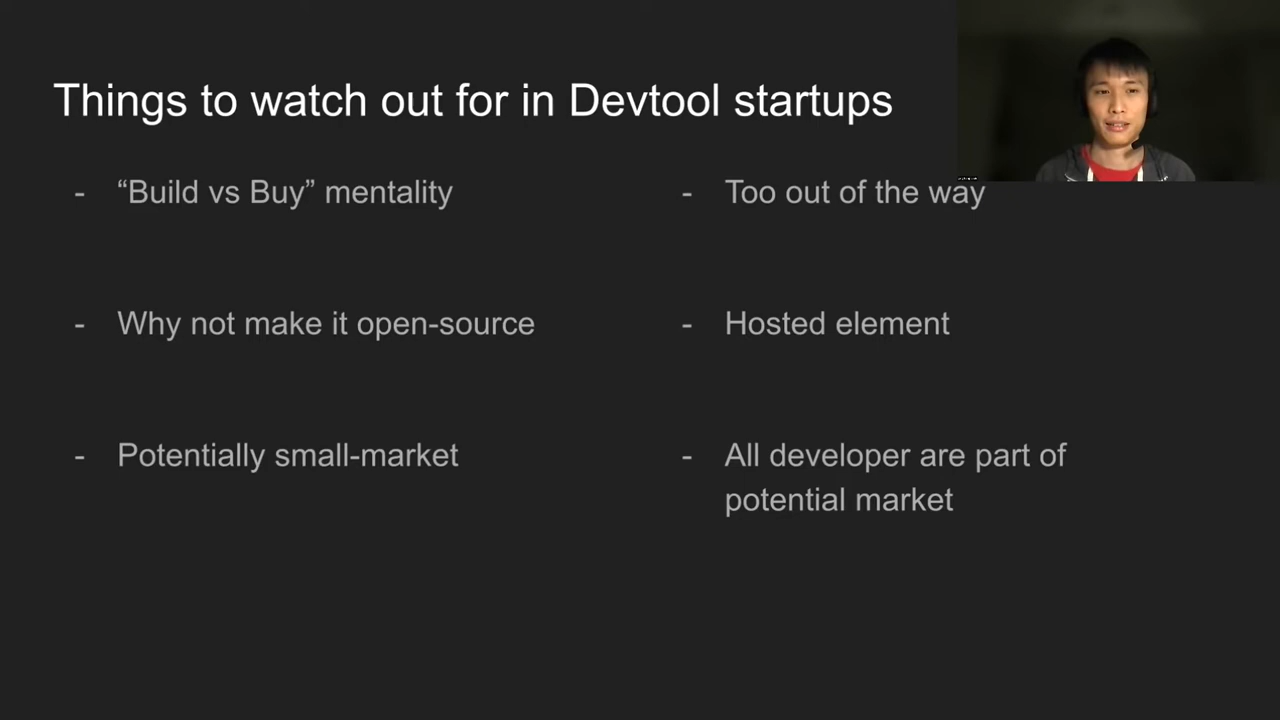 Things to watch out for in Devtool startups
- “Build vs Buy” mentality
- Too out of the way
- Why not make it open-source
- Hosted element
- Potentially small-market
- All developer are part of
potential market